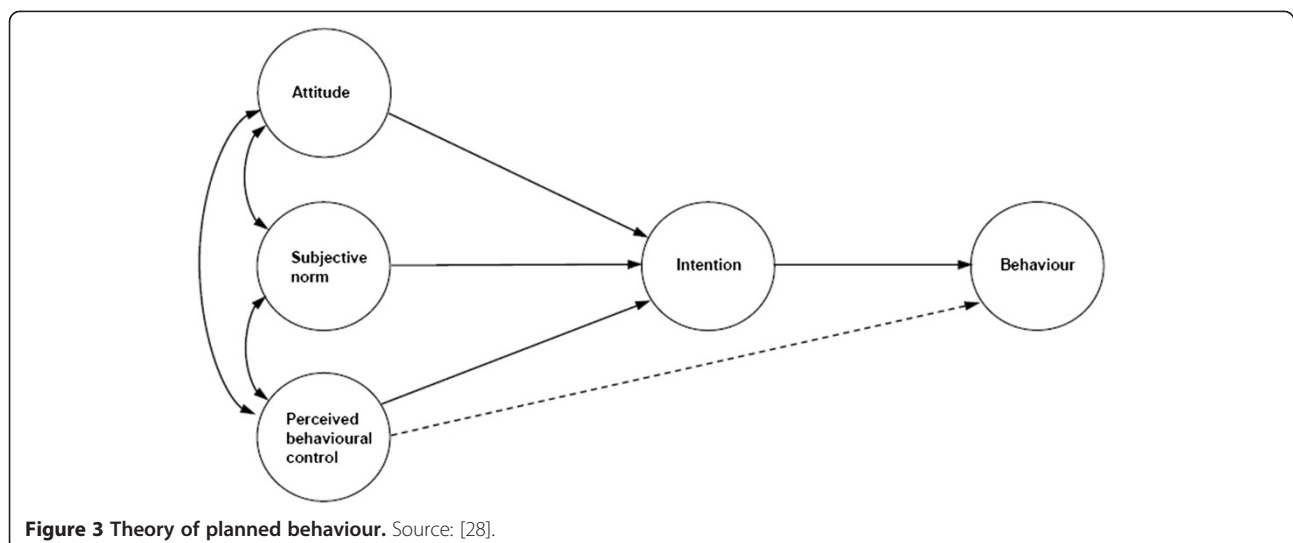 Attitude
Subjective
norm
Intention
Behaviour
Perceived
behavioural
control
Figure 3 Theory of planned behaviour. Source: [28].